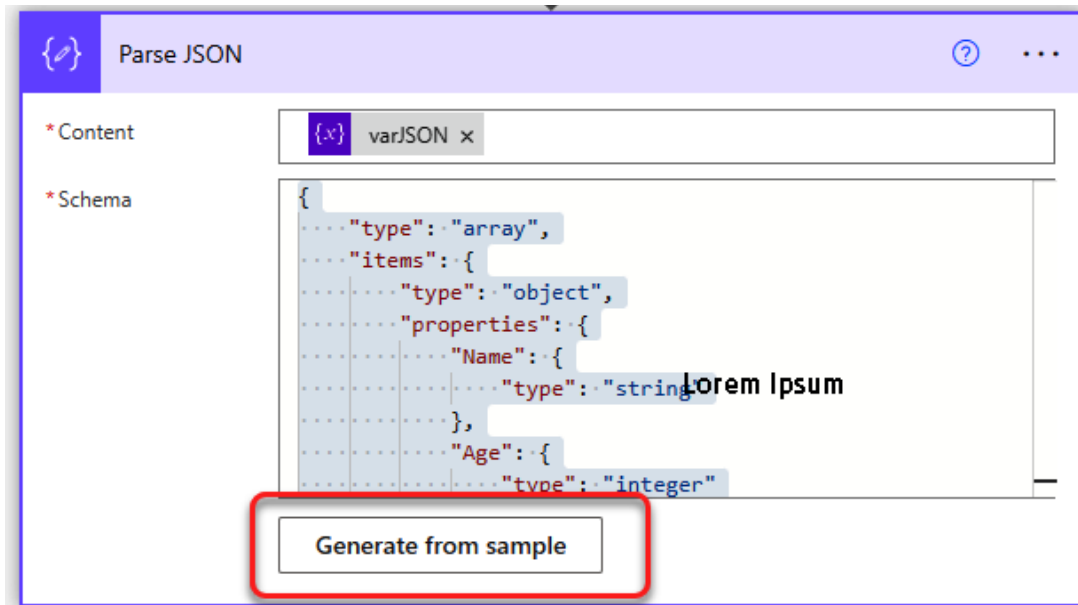 Parse JSON
*Content
{x} varJSON ×
*Schema
{
"type": "array",
"items": {
"type": "object",
"properties": {
"Name": {
"type": "string"
Lorem Ipsum
},
"Age": {
"type": "integer"
Generate from sample